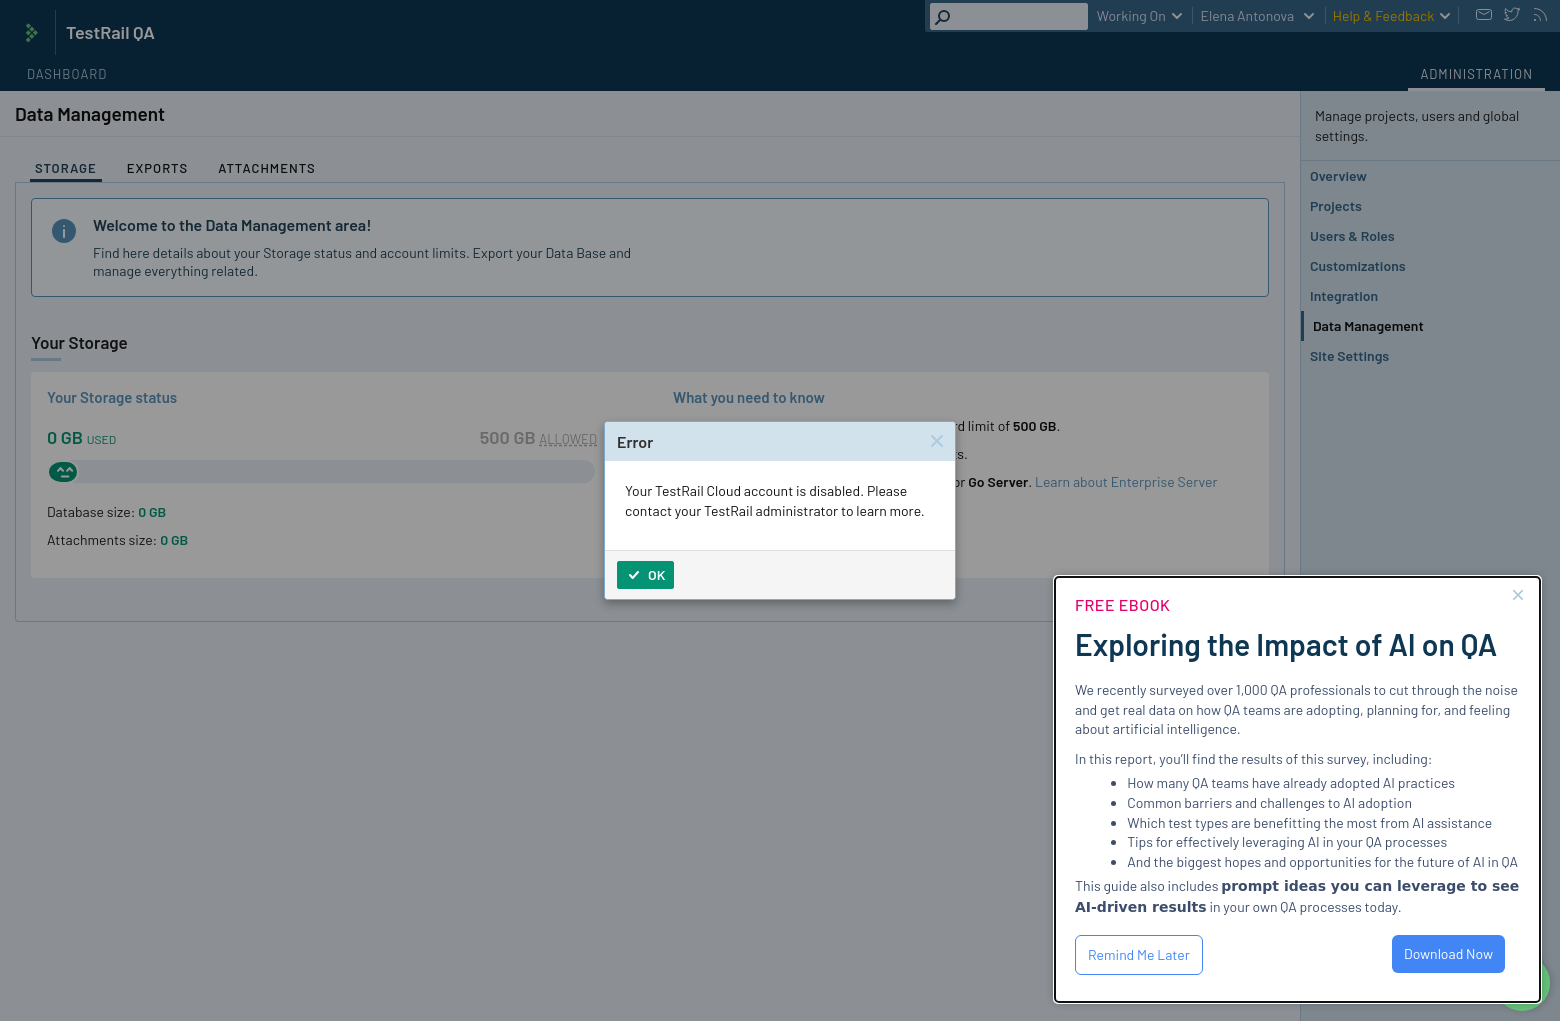 TestRail QA
Working On
Elena Antonova
Help & Feedback
DASHBOARD
ADMINISTRATION
Data Management
Manage projects, users and global
settings.
STORAGE
EXPORTS
ATTACHMENTS
Overview
Projects
Users & Roles
Customizations
Integration
Data Management
Site Settings
Welcome to the Data Management area!
Find here details about your Storage status and account limits. Export your Data Base and
manage everything related.
Your Storage
Your Storage status
What you need to know
0 GB USED
500 GB ALLOWED
Database size: 0 GB
Attachments size: 0 GB
limit of 500 GB.
Go Server. Learn about Enterprise Server
Error
Your TestRail Cloud account is disabled. Please
contact your TestRail administrator to learn more.
OK
FREE EBOOK
Exploring the Impact of AI on QA
We recently surveyed over 1,000 QA professionals to cut through the noise
and get real data on how QA teams are adopting, planning for, and feeling
about artificial intelligence.
In this report, you'll find the results of this survey, including:
• How many QA teams have already adopted AI practices
• Common barriers and challenges to AI adoption
• Which test types are benefitting the most from AI assistance
• Tips for effectively leveraging AI in your QA processes
• And the biggest hopes and opportunities for the future of AI in QA
This guide also includes prompt ideas you can leverage to see
AI-driven results in your own QA processes today.
Remind Me Later
Download Now